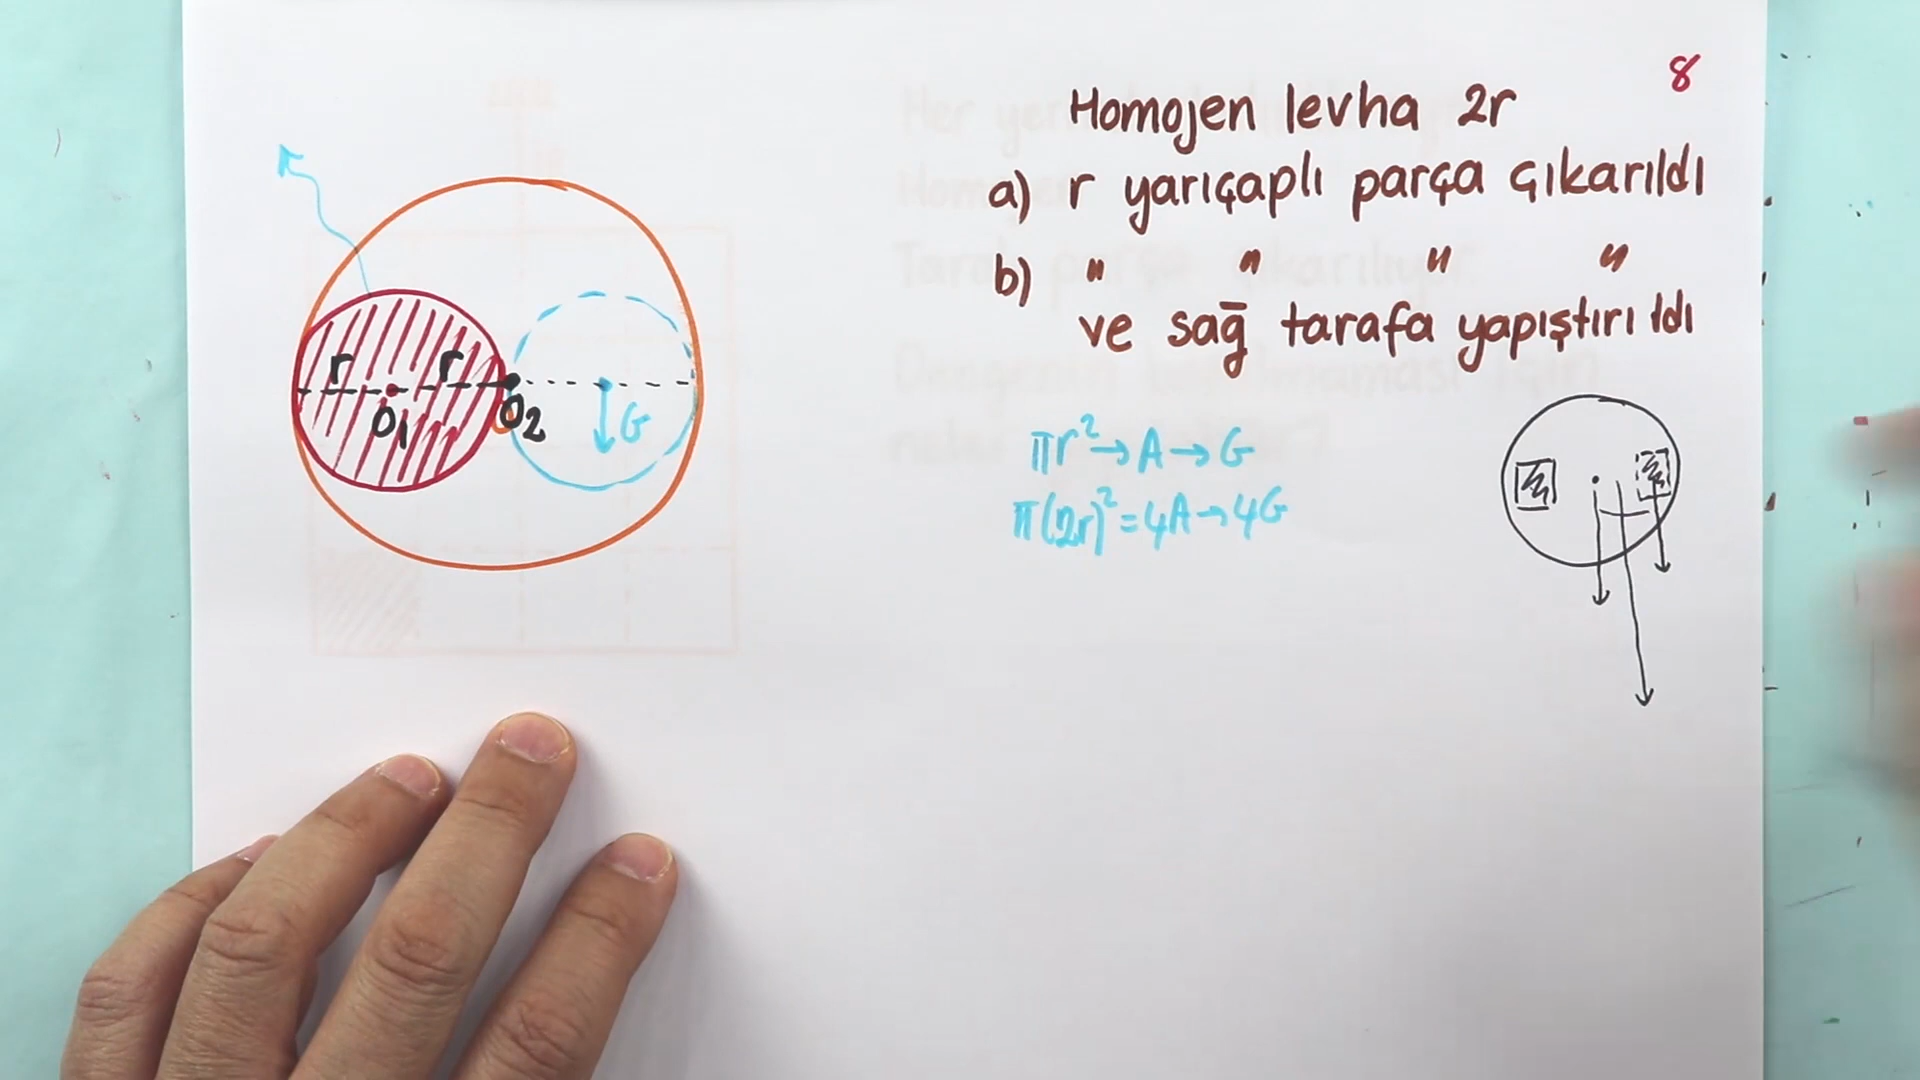 8
Homojen levha 2r
a) r yarıçaplı parça çıkarıldı
b) " " " "
ve sağ tarafa yapıştırıldı
r r
O₁ O₂
G
πr² → A → G
π(2r)² = 4A → 4G